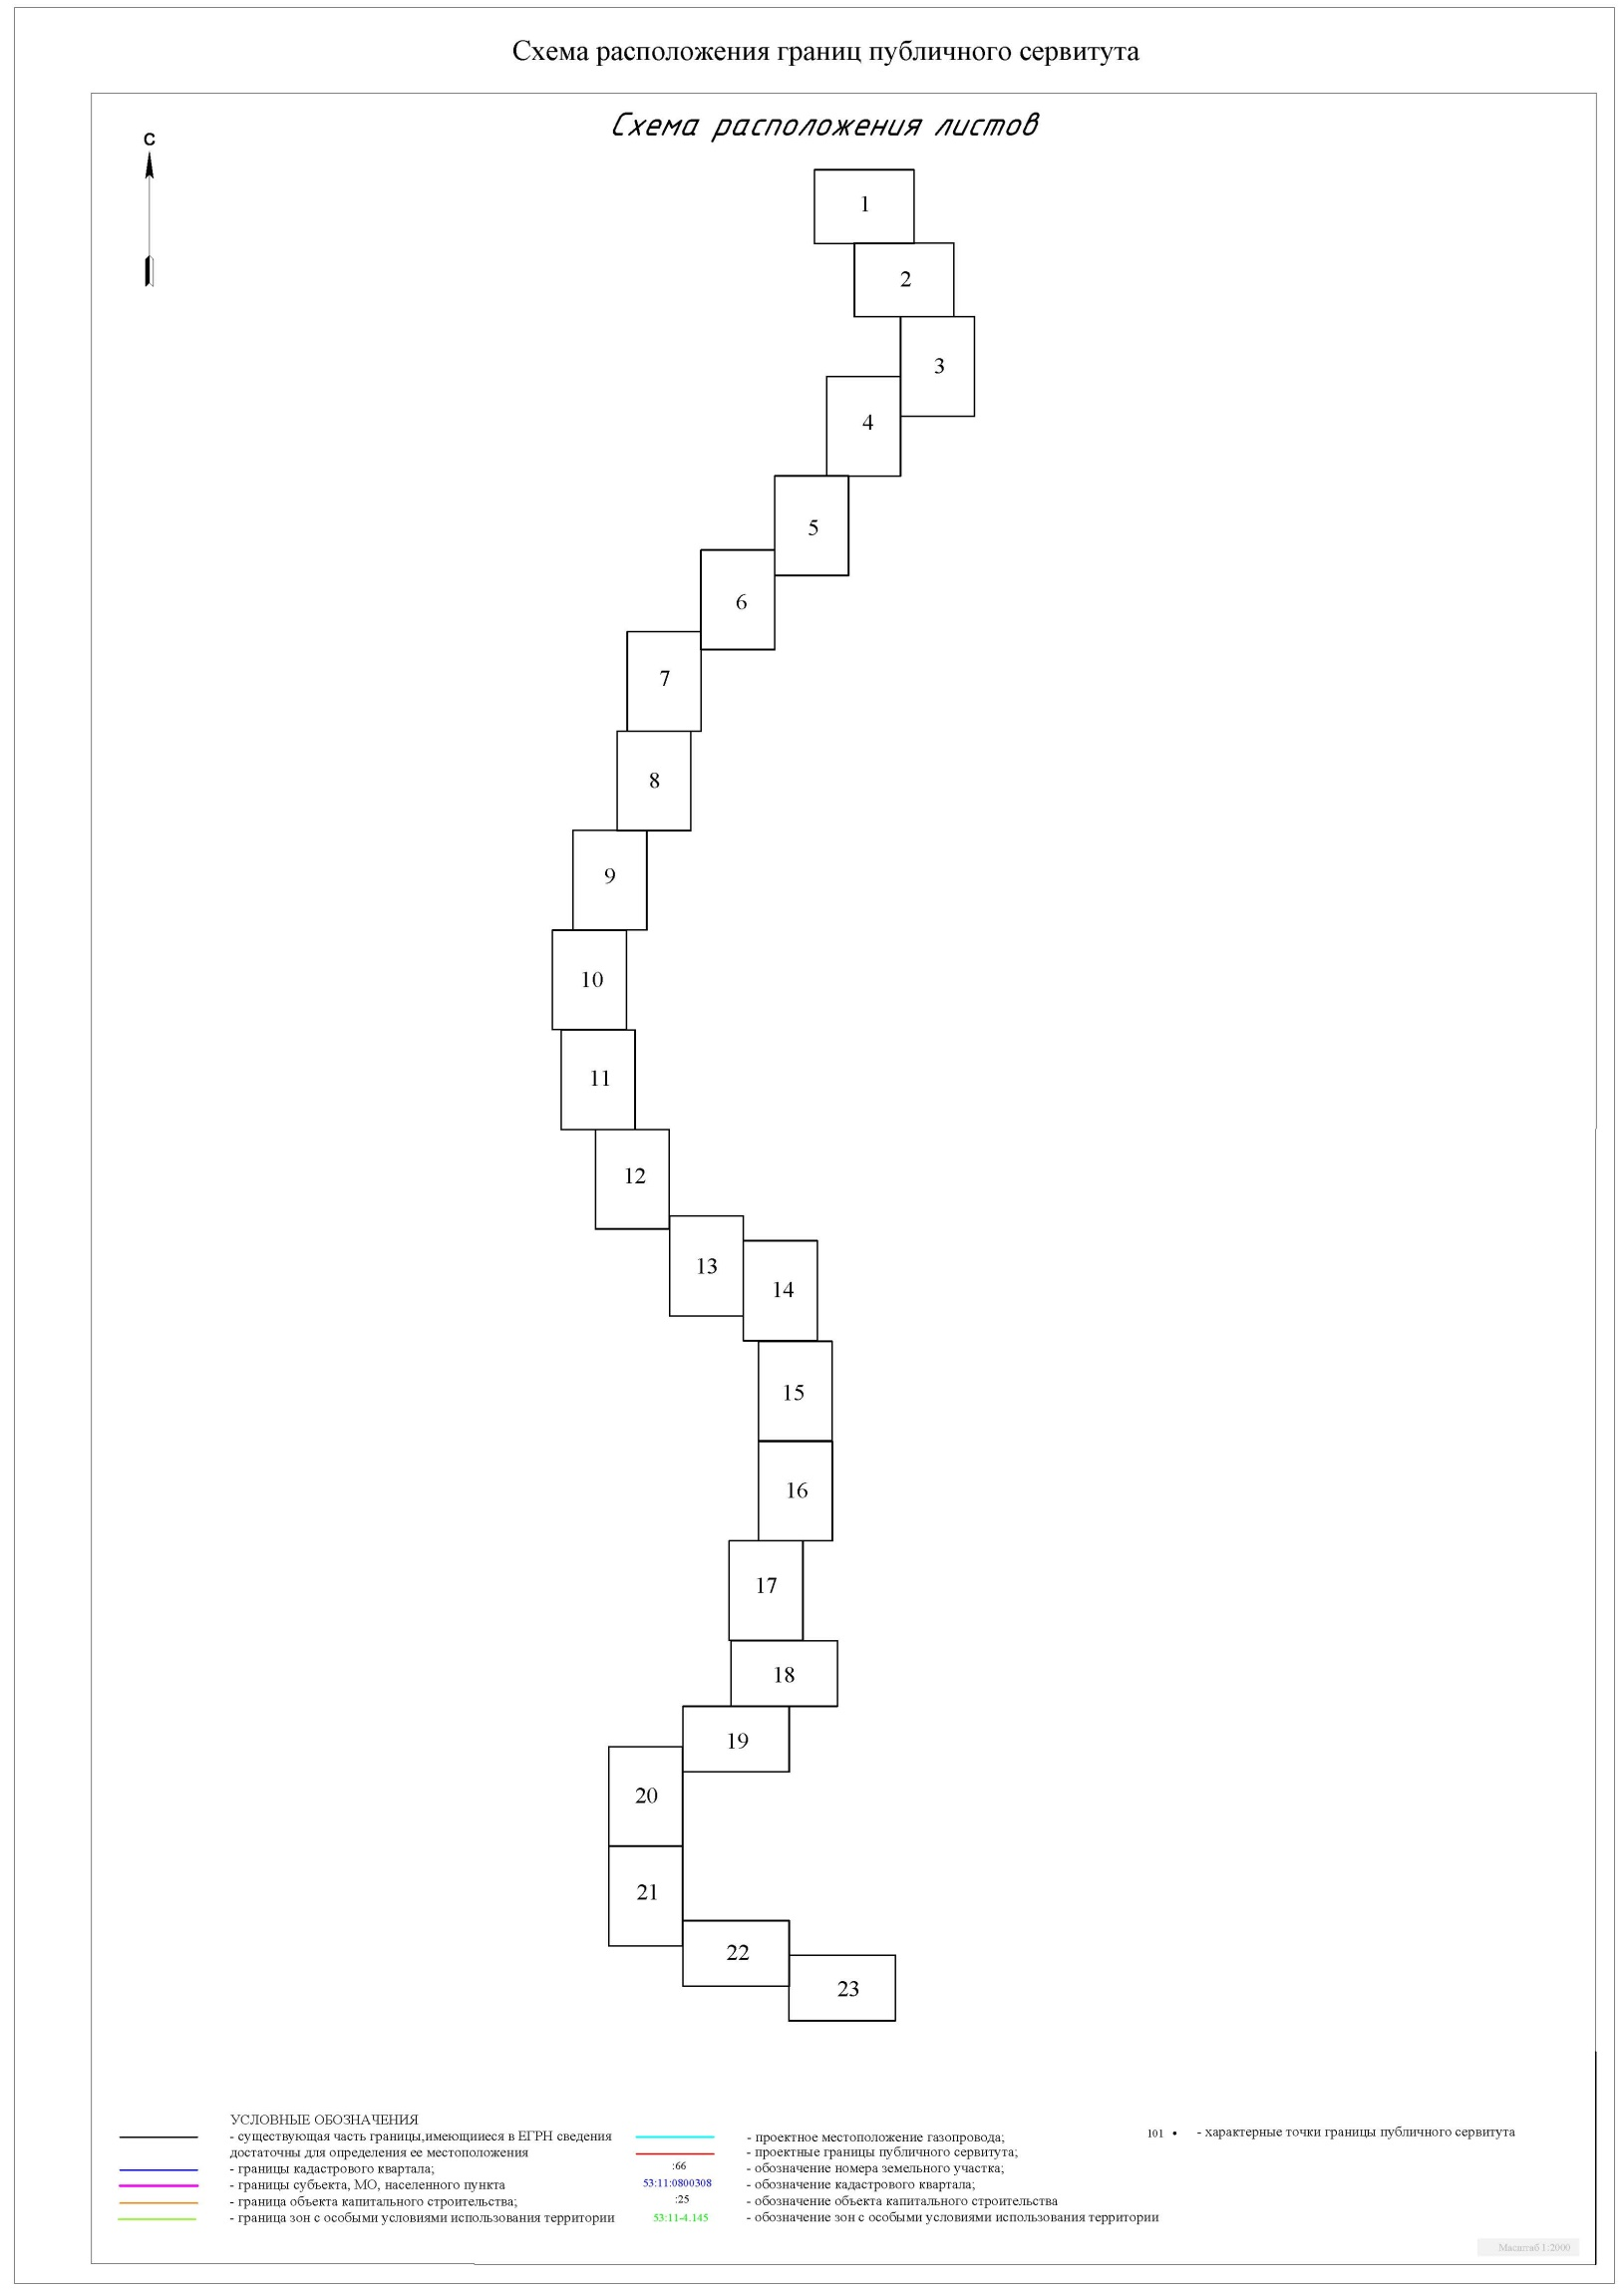 Схема расположения границ публичного сервитута
Схема расположения листов
С
1
2
3
4
5
6
7
8
9
10
11
12
13
14
15
16
17
18
19
20
21
22
23
УСЛОВНЫЕ ОБОЗНАЧЕНИЯ
- существующая часть границы,имеющииеся в ЕГРН сведения
достаточны для определения ее местоположения
- границы кадастрового квартала;
- границы субъекта, МО, населенного пункта
- граница объекта капитального строительства;
- граница зон с особыми условиями использования территории
- проектное местоположение газопровода;
- проектные границы публичного сервитута;
:66 - обозначение номера земельного участка;
53:11:0800308 - обозначение кадастрового квартала;
:25 - обозначение объекта капитального строительства
53:11-4.145 - обозначение зон с особыми условиями использования территории
101 • - характерные точки границы публичного сервитута
Масштаб 1:2000